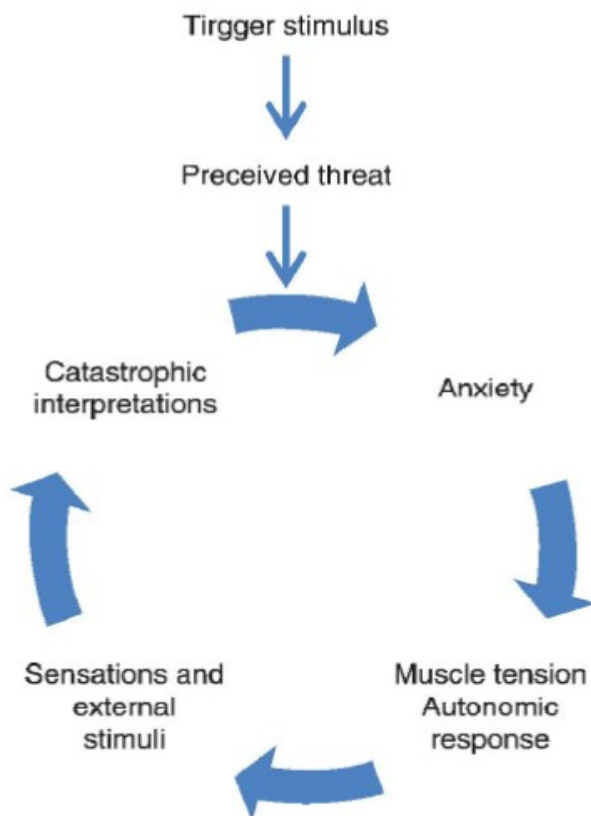 Tirgger stimulus
Preceived threat
Catastrophic
interpretations
Anxiety
Sensations and
external
stimuli
Muscle tension
Autonomic
response